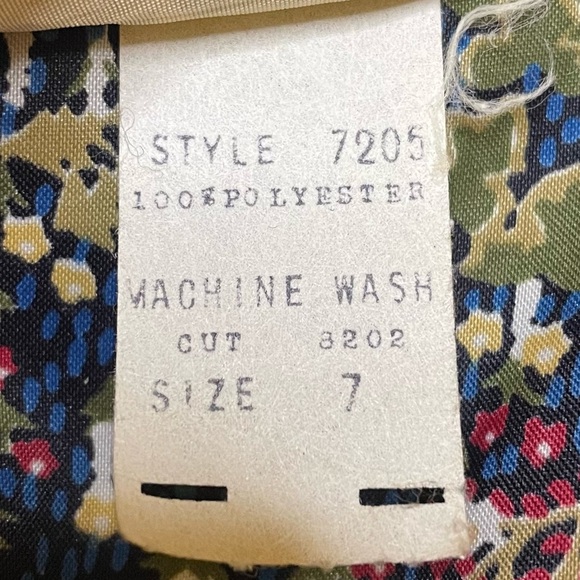 STYLE 7205
100%POLYESTER
MACHINE WASH
CUT 8202
SIZE 7